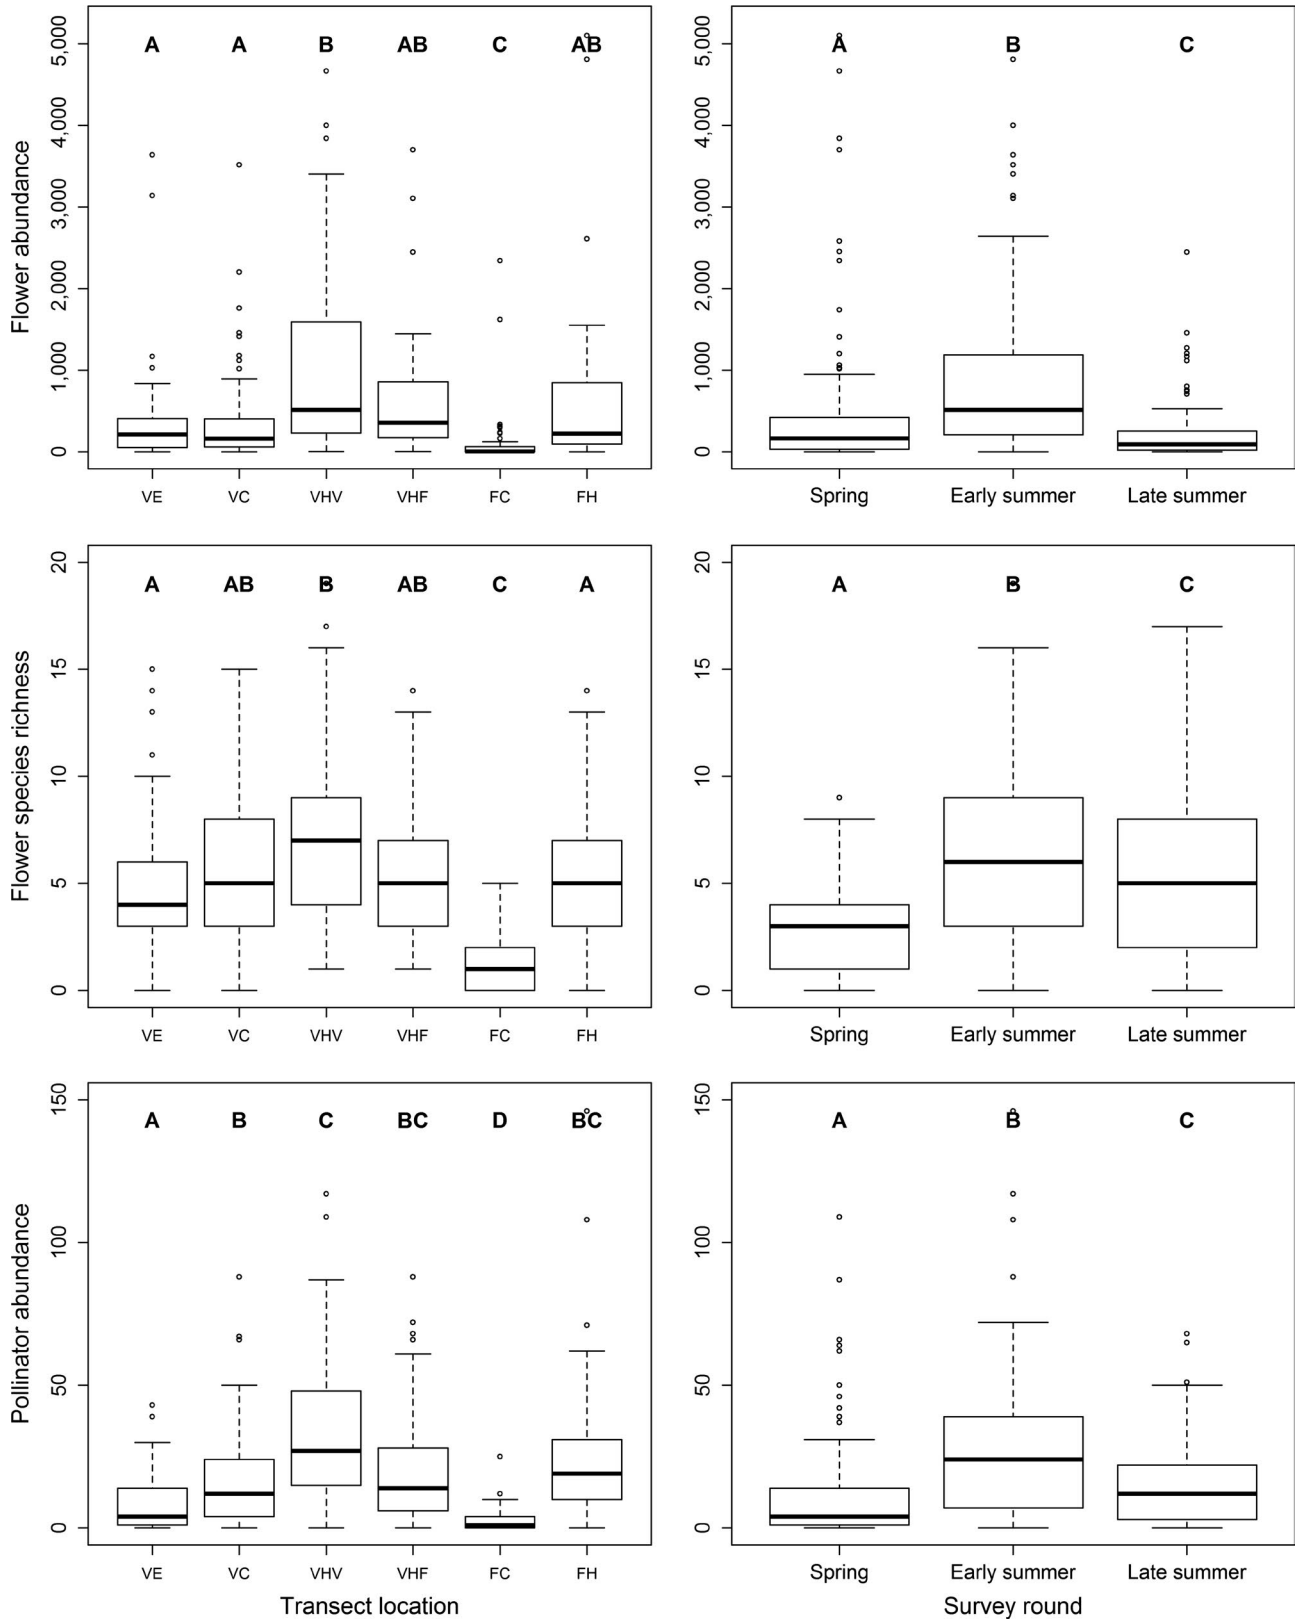 Flower abundance
5,000
4,000
3,000
2,000
1,000
0
A A B AB C AB
VE VC VHV VHF FC FH
5,000
4,000
3,000
2,000
1,000
0
A B C
Spring Early summer Late summer
Flower species richness
20
15
10
5
0
A AB B AB C A
VE VC VHV VHF FC FH
20
15
10
5
0
A B C
Spring Early summer Late summer
Pollinator abundance
150
100
50
0
A B C BC D BC
VE VC VHV VHF FC FH
Transect location
150
100
50
0
A B C
Spring Early summer Late summer
Survey round